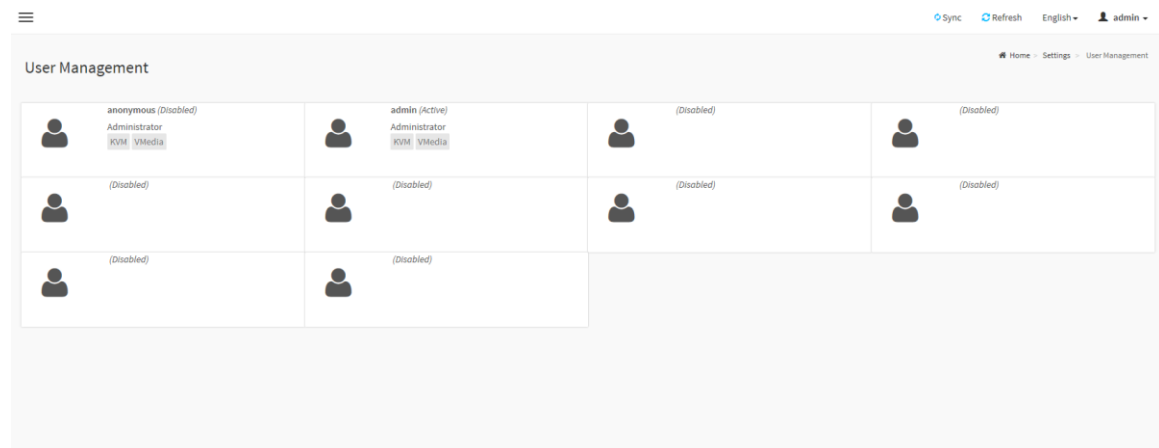 Sync Refresh English admin
Home > Settings > User Management
User Management
anonymous (Disabled)
Administrator
KVM VMedia
admin (Active)
Administrator
KVM VMedia
(Disabled)
(Disabled)
(Disabled)
(Disabled)
(Disabled)
(Disabled)
(Disabled)
(Disabled)